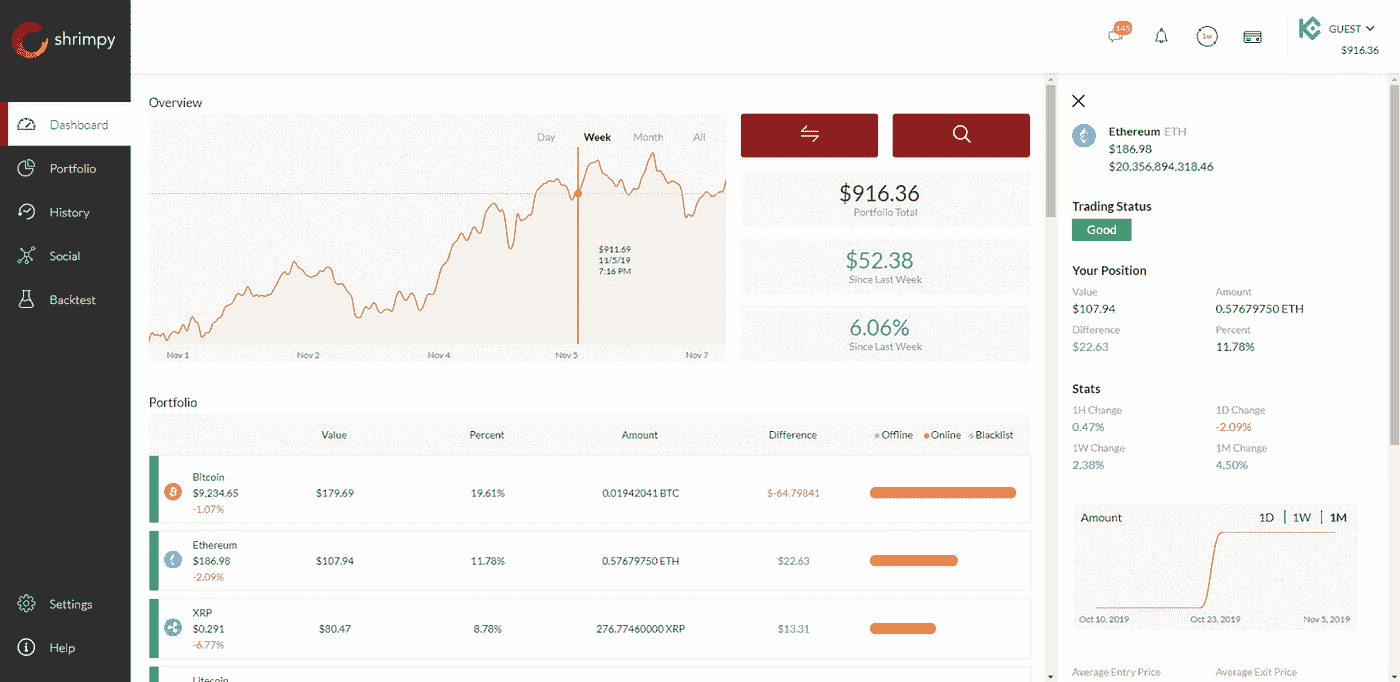 shrimpy
145
1w
GUEST
$916.36
Dashboard
Portfolio
History
Social
Backtest
Settings
Help
Overview
Day Week Month All
$911.69
11/5/19
7:16 PM
Nov 1 Nov 2 Nov 4 Nov 5 Nov 7
$916.36
Portfolio Total
$52.38
Since Last Week
6.06%
Since Last Week
Portfolio
Value Percent Amount Difference Offline Online Blacklist
Bitcoin
$9,234.65 $179.69 19.61% 0.01942041 BTC $-64.79841
-1.07%
Ethereum
$186.98 $107.94 11.78% 0.57679750 ETH $22.63
-2.09%
XRP
$0.291 $80.47 8.78% 276.77460000 XRP $13.31
-6.77%
Litecoin
Ethereum ETH
$186.98
$20,356,894,318.46
Trading Status
Good
Your Position
Value Amount
$107.94 0.57679750 ETH
Difference Percent
$22.63 11.78%
Stats
1H Change 1D Change
0.47% -2.09%
1W Change 1M Change
2.38% 4.50%
Amount 1D | 1W | 1M
Oct 10, 2019 Oct 23, 2019 Nov 5, 2019
Average Entry Price Average Exit Price